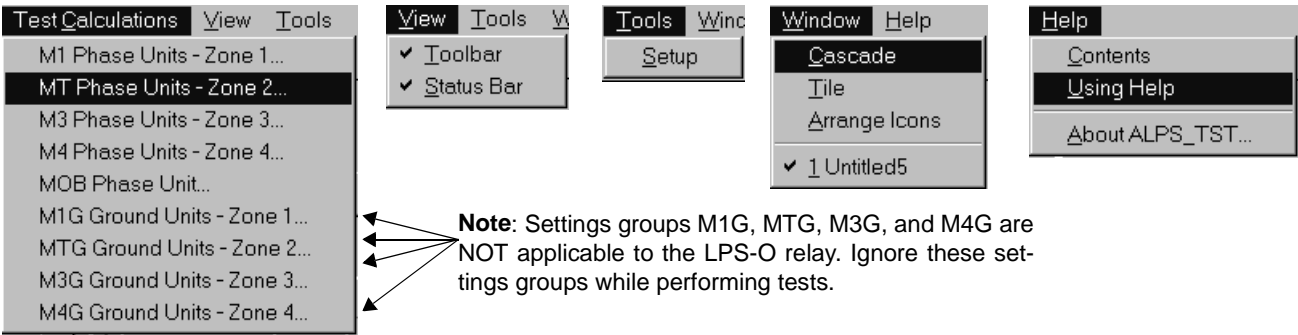 Test Calculations View Tools
M1 Phase Units - Zone 1...
MT Phase Units - Zone 2...
M3 Phase Units - Zone 3...
M4 Phase Units - Zone 4...
MOB Phase Unit...
M1G Ground Units - Zone 1...
MTG Ground Units - Zone 2...
M3G Ground Units - Zone 3...
M4G Ground Units - Zone 4...
View Tools
Toolbar
Status Bar
Tools
Setup
Window Help
Cascade
Tile
Arrange Icons
1 Untitled5
Help
Contents
Using Help
About ALPS_TST...
Note: Settings groups M1G, MTG, M3G, and M4G are
NOT applicable to the LPS-O relay. Ignore these set-
tings groups while performing tests.